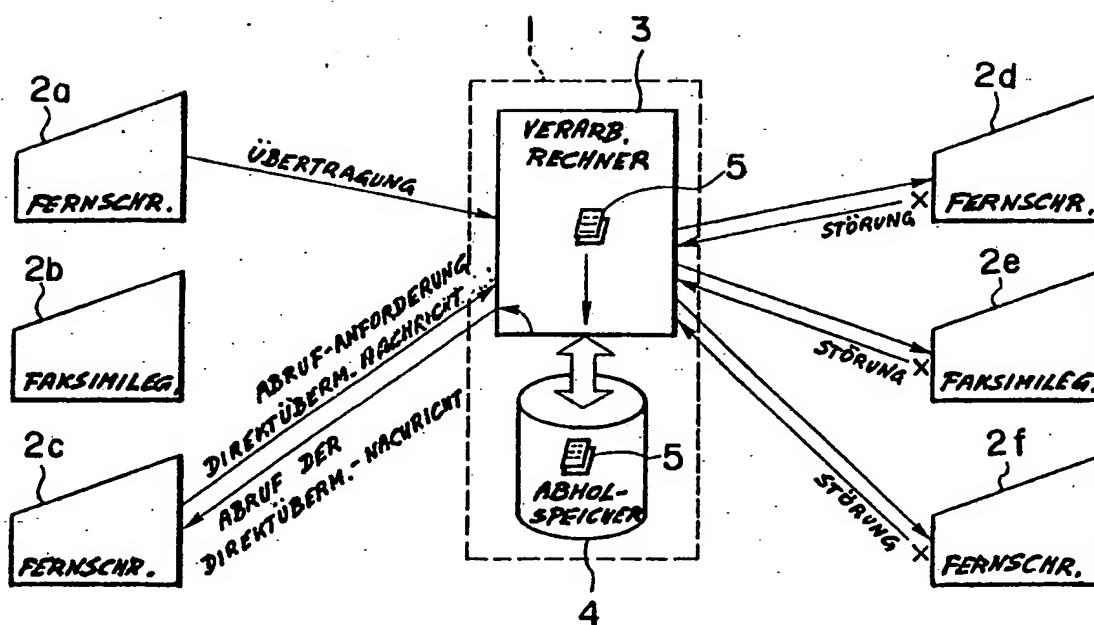 1
3
2a
2d
VERARB.
RECHNER
5
ÜBERTRAGUNG
FERNSCHR.
STÖRUNG
FERNSCHR.
2b
ABRUF-ANFORDERUNG
DIREKTÜBERM.-NACHRICHT
2e
FAKSIMILEG.
STÖRUNG
FAKSIMILEG.
2c
ABRUF DER
DIREKTÜBERM.-NACHRICHT
5
ABHOL-
SPEICHER
2f
STÖRUNG
FERNSCHR.
FERNSCHR.
4